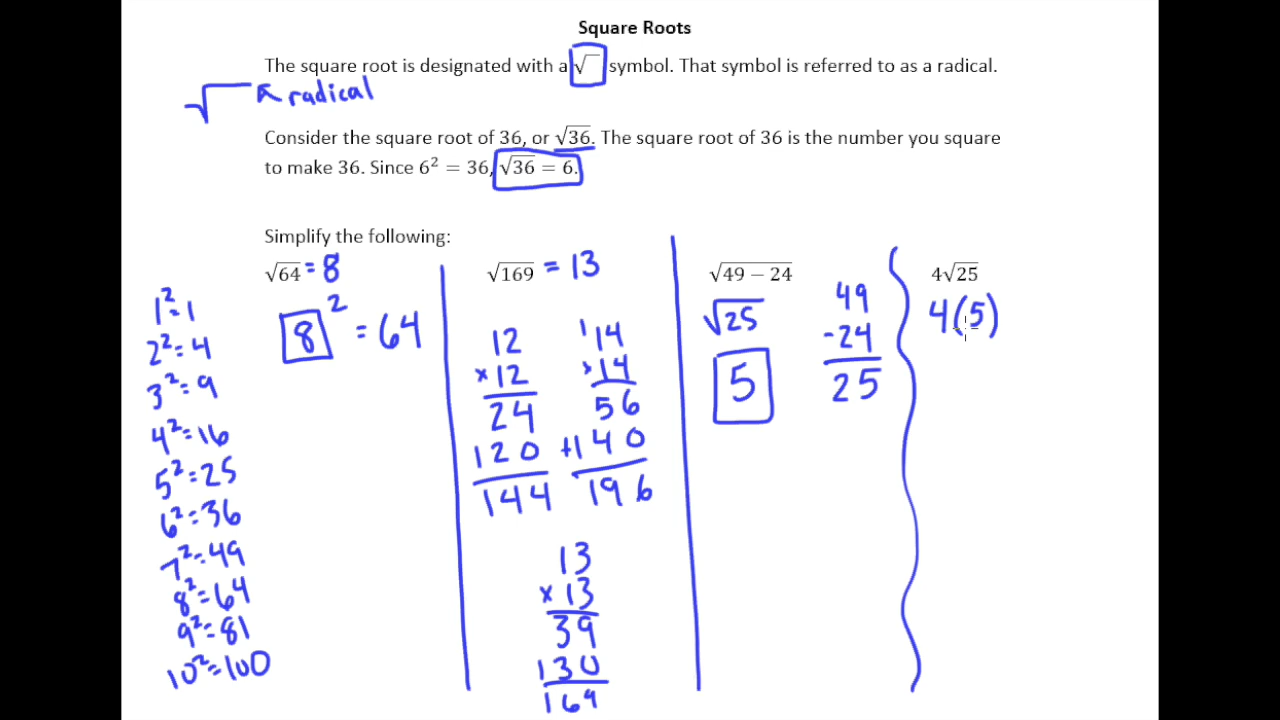 Square Roots
The square root is designated with a √ symbol. That symbol is referred to as a radical.
√ radical
Consider the square root of 36, or √36. The square root of 36 is the number you square
to make 36. Since 6² = 36, √36 = 6.
Simplify the following:
√64 = 8
8² = 64
1² = 1
2² = 4
3² = 9
4² = 16
5² = 25
6² = 36
7² = 49
8² = 64
9² = 81
10² = 100
√169 = 13
12
× 12
24
120
144
1
14
× 14
56
+140
196
13
× 13
39
130
169
√49 − 24
√25
5
49
- 24
25
4√25
4(5)